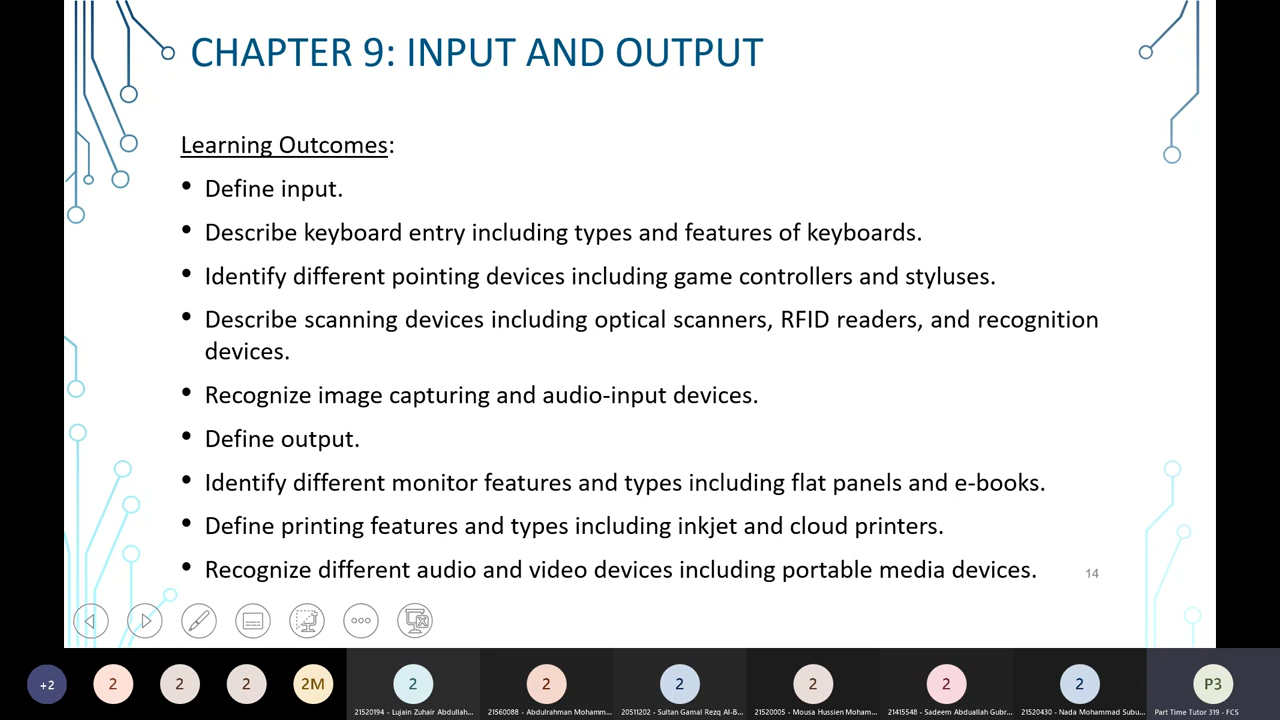 CHAPTER 9: INPUT AND OUTPUT
Learning Outcomes:
• Define input.
• Describe keyboard entry including types and features of keyboards.
• Identify different pointing devices including game controllers and styluses.
• Describe scanning devices including optical scanners, RFID readers, and recognition
devices.
• Recognize image capturing and audio-input devices.
• Define output.
• Identify different monitor features and types including flat panels and e-books.
• Define printing features and types including inkjet and cloud printers.
• Recognize different audio and video devices including portable media devices.
14
+2 2 2 2 2M 2 2 2 2 2 2 P3
21520194 - Lujain Zuhair Abdullah... 21560088 - Abdulrahman Mohamm... 20511202 - Sultan Gamal Rezq Al-B... 21520005 - Mousa Hussien Moham... 21415548 - Sadeem Abduallah Gubr... 21520430 - Nada Mohammad Subu... Part Time Tutor 319 - FCS